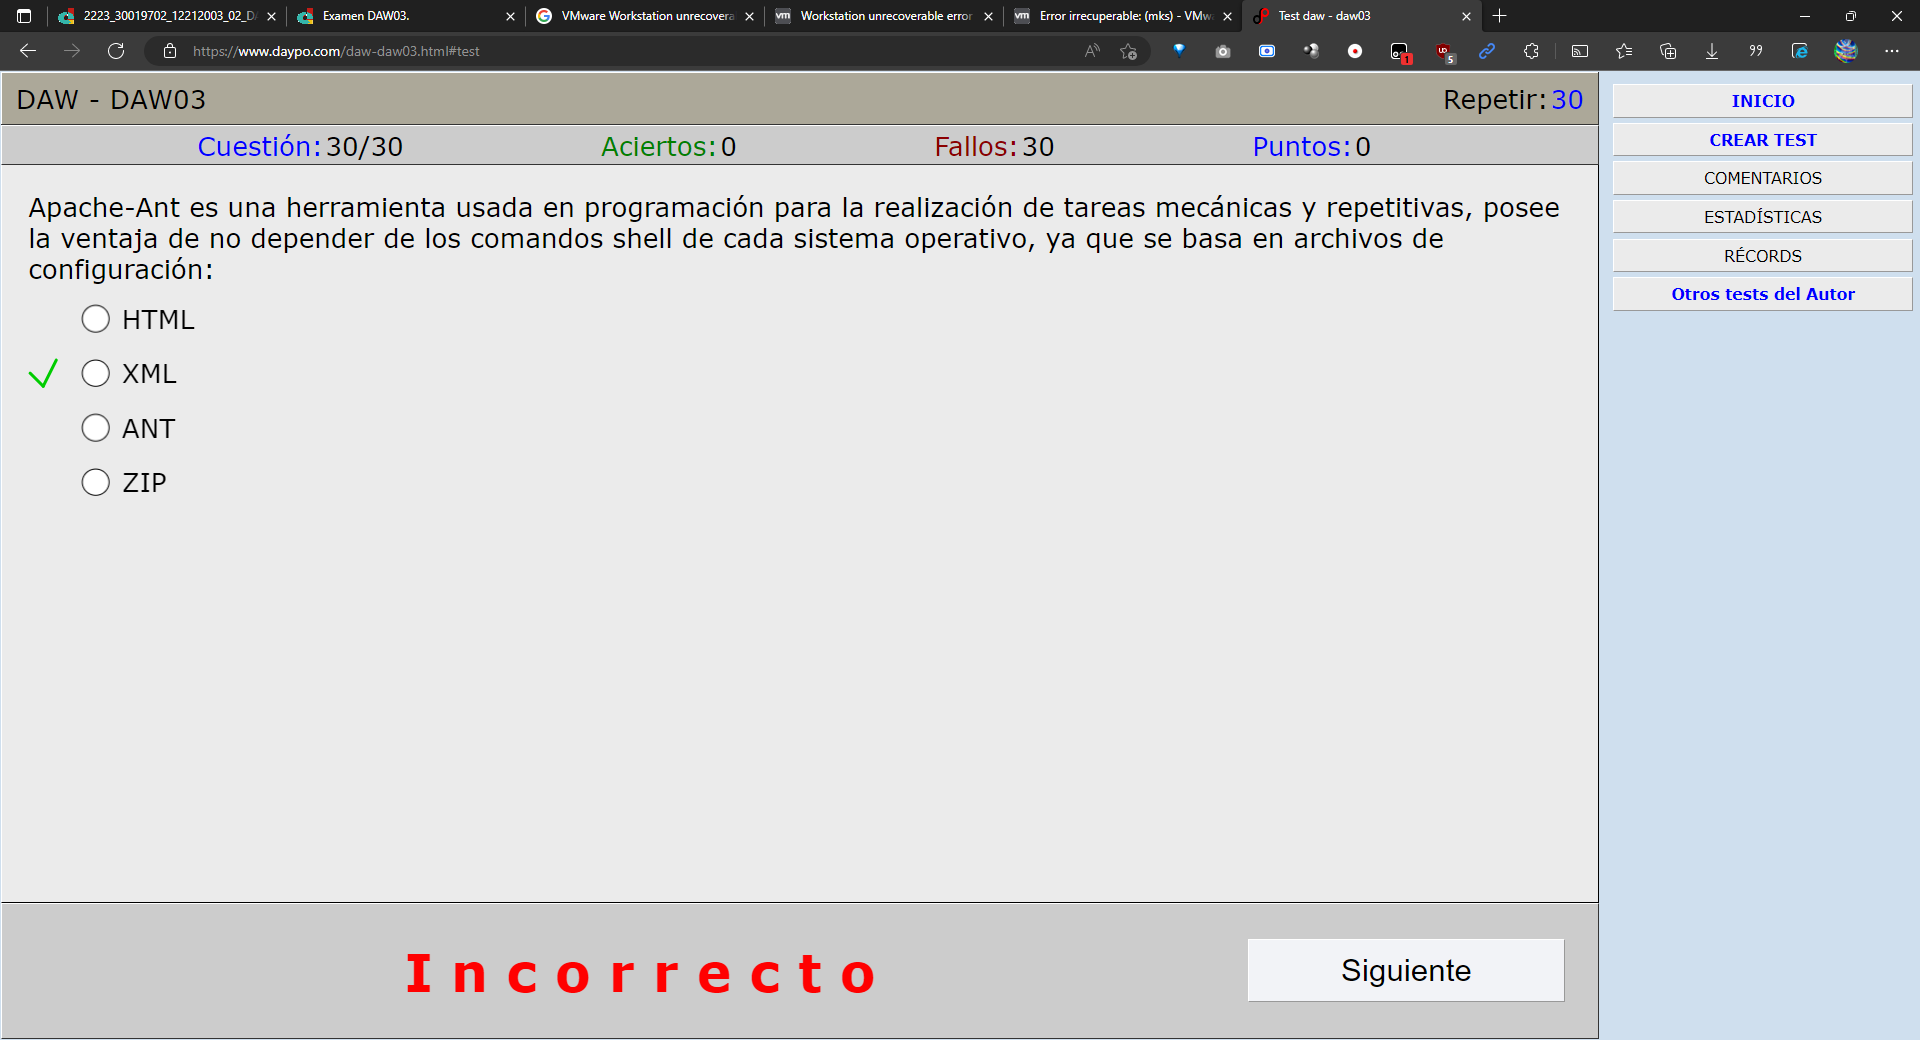 2223_30019702_12212003_02_D
Examen DAW03.
VMware Workstation unrecovera
Workstation unrecoverable error
Error irrecuperable: (mks) - VMw
Test daw - daw03
https://www.daypo.com/daw-daw03.html#test
1
5
DAW - DAW03
Repetir: 30
Cuestión: 30/30
Aciertos: 0
Fallos: 30
Puntos: 0
Apache-Ant es una herramienta usada en programación para la realización de tareas mecánicas y repetitivas, posee
la ventaja de no depender de los comandos shell de cada sistema operativo, ya que se basa en archivos de
configuración:
HTML
XML
ANT
ZIP
Incorrecto
Siguiente
INICIO
CREAR TEST
COMENTARIOS
ESTADÍSTICAS
RÉCORDS
Otros tests del Autor